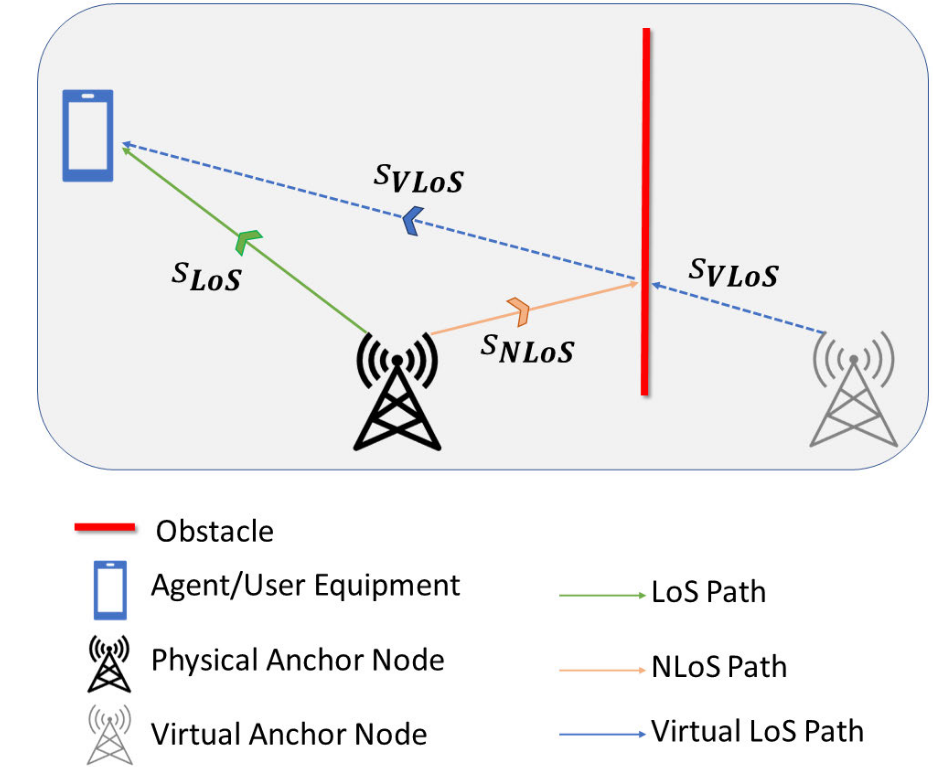 S_VLoS
S_LoS
S_VLoS
S_NLoS
Obstacle
Agent/User Equipment
Physical Anchor Node
Virtual Anchor Node
LoS Path
NLoS Path
Virtual LoS Path